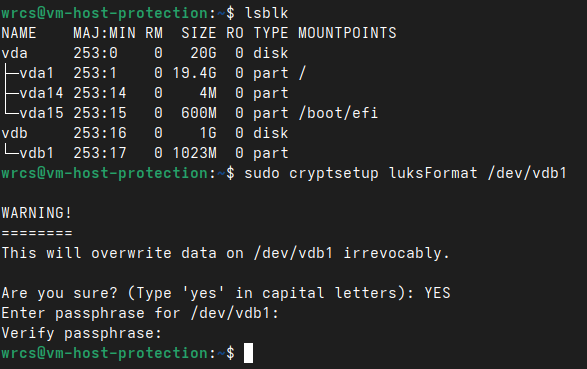 wrcs@vm-host-protection:~$ lsblk
NAME    MAJ:MIN RM  SIZE RO TYPE MOUNTPOINTS
vda     253:0    0   20G  0 disk
├─vda1  253:1    0 19.4G  0 part /
├─vda14 253:14   0    4M  0 part
└─vda15 253:15   0  600M  0 part /boot/efi
vdb     253:16   0    1G  0 disk
└─vdb1  253:17   0 1023M  0 part
wrcs@vm-host-protection:~$ sudo cryptsetup luksFormat /dev/vdb1
WARNING!
========
This will overwrite data on /dev/vdb1 irrevocably.
Are you sure? (Type 'yes' in capital letters): YES
Enter passphrase for /dev/vdb1:
Verify passphrase:
wrcs@vm-host-protection:~$